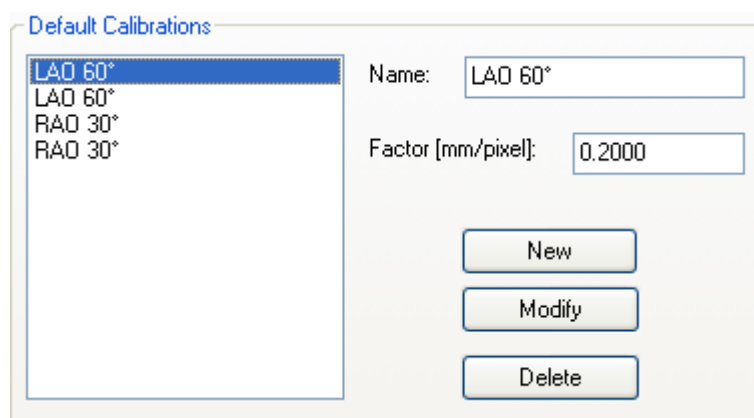 Default Calibrations
LAO 60°
LAO 60°
RAO 30°
RAO 30°
Name: LAO 60°
Factor [mm/pixel]: 0.2000
New
Modify
Delete